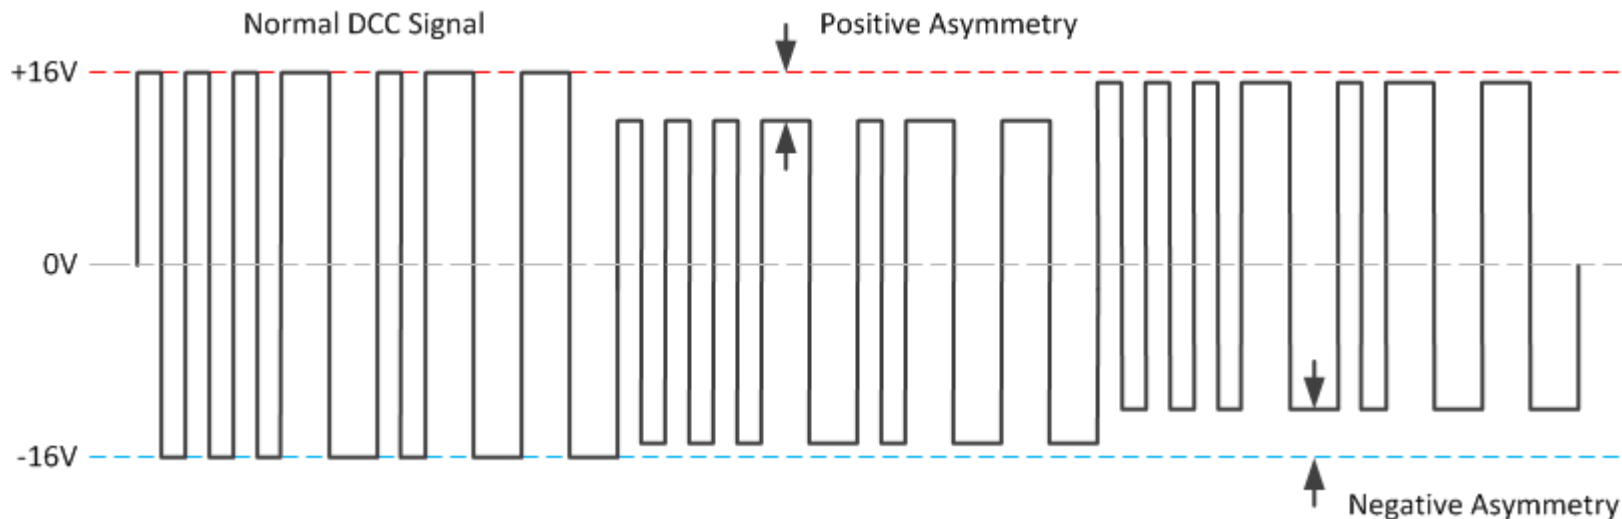 Normal DCC Signal
Positive Asymmetry
+16V
0V
-16V
Negative Asymmetry